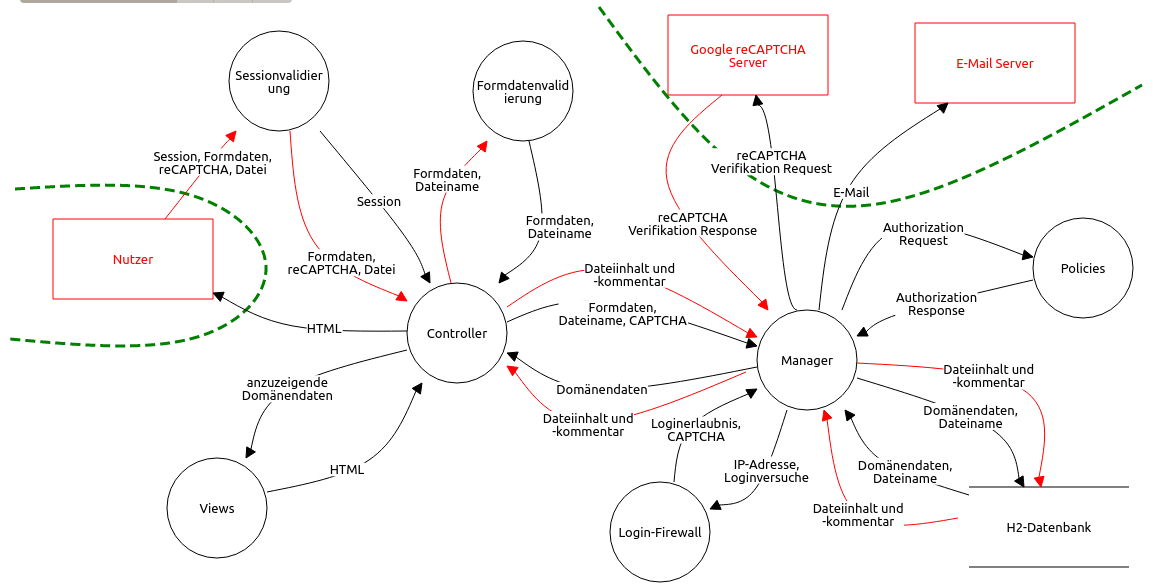 Google reCAPTCHA
Server
E-Mail Server
Sessionvalidier
ung
Formdatenvalid
ierung
Session, Formdaten,
reCAPTCHA, Datei
reCAPTCHA
Verifikation Request
Formdaten,
Dateiname
Session
E-Mail
Formdaten,
Dateiname
reCAPTCHA
Verifikation Response
Authorization
Request
Nutzer
Formdaten,
reCAPTCHA, Datei
Policies
Dateiinhalt und
-kommentar
Authorization
Response
Formdaten,
Dateiname, CAPTCHA
HTML
Controller
Manager
anzuzeigende
Domänendaten
Domänendaten
Dateiinhalt und
-kommentar
Dateiinhalt und
-kommentar
Loginerlaubnis,
CAPTCHA
Domänendaten,
Dateiname
HTML
IP-Adresse,
Loginversuche
Domänendaten,
Dateiname
Views
Login-Firewall
Dateiinhalt und
-kommentar
H2-Datenbank